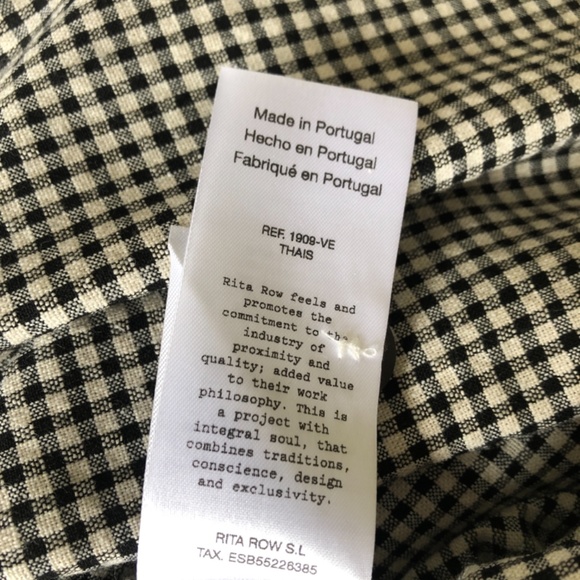 Made in Portugal
Hecho en Portugal
Fabriqué en Portugal
REF. 1909-VE
THAIS
Rita Row feels and
promotes the
commitment to the
industry of
proximity and
quality; added value
to their work
philosophy. This is
a project with
integral soul, that
combines traditions,
conscience, design
and exclusivity.
RITA ROW S.L
TAX. ESB55226385